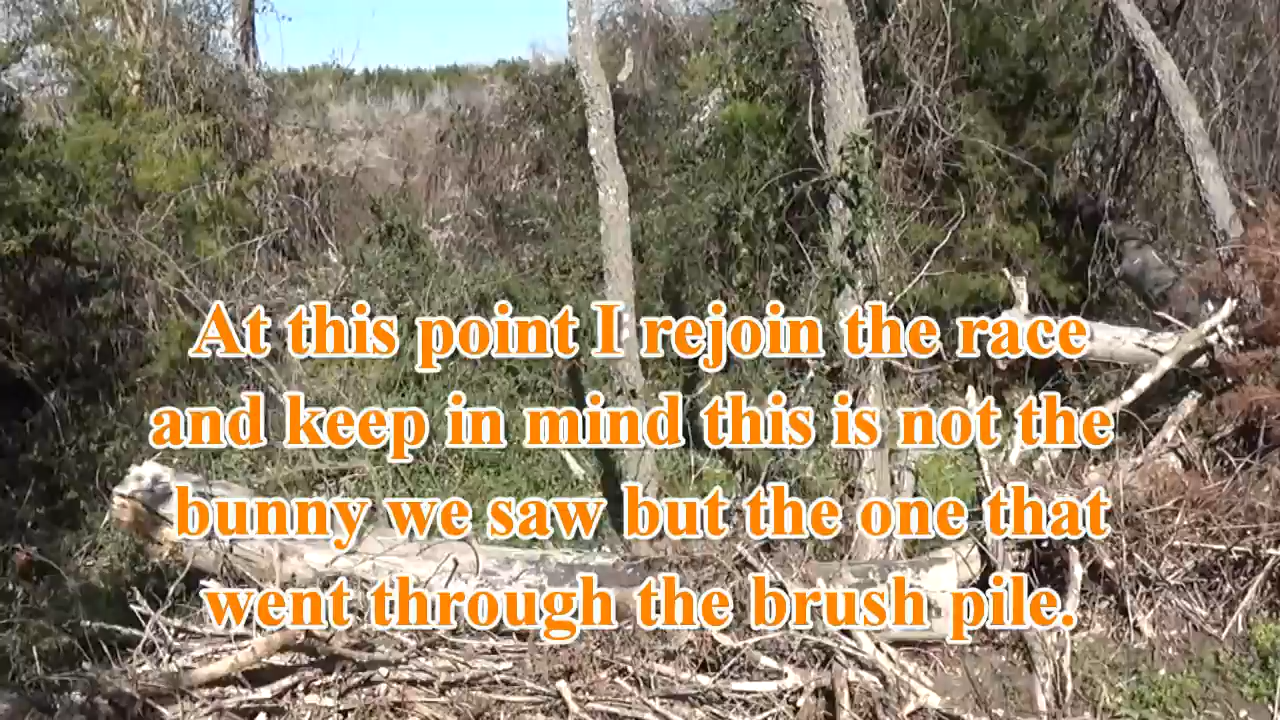 At this point I rejoin the race
and keep in mind this is not the
bunny we saw but the one that
went through the brush pile.